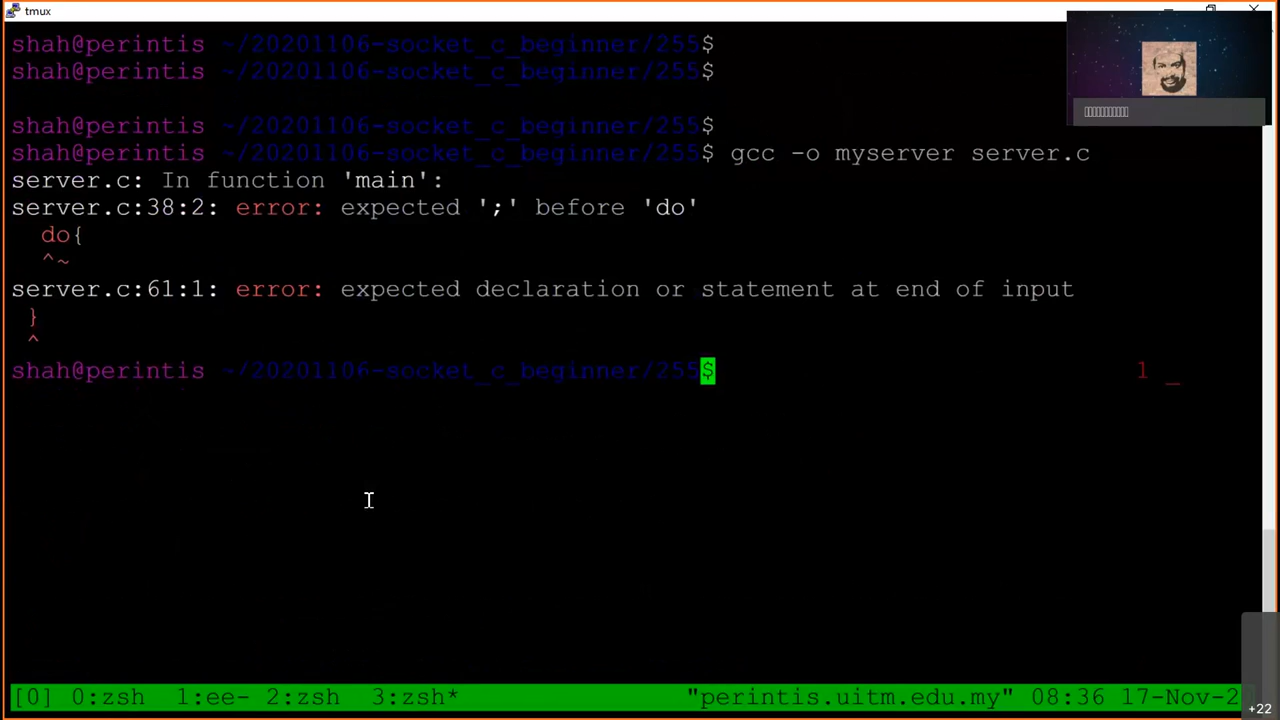 tmux
shah@perintis ~/20201106-socket_c_beginner/255$
shah@perintis ~/20201106-socket_c_beginner/255$
shah@perintis ~/20201106-socket_c_beginner/255$
shah@perintis ~/20201106-socket_c_beginner/255$ gcc -o myserver server.c
server.c: In function 'main':
server.c:38:2: error: expected ';' before 'do'
do{
^~
server.c:61:1: error: expected declaration or statement at end of input
}
^
shah@perintis ~/20201106-socket_c_beginner/255$ 1 _
[0] 0:zsh 1:ee- 2:zsh 3:zsh* "perintis.uitm.edu.my" 08:36 17-Nov-2
+22